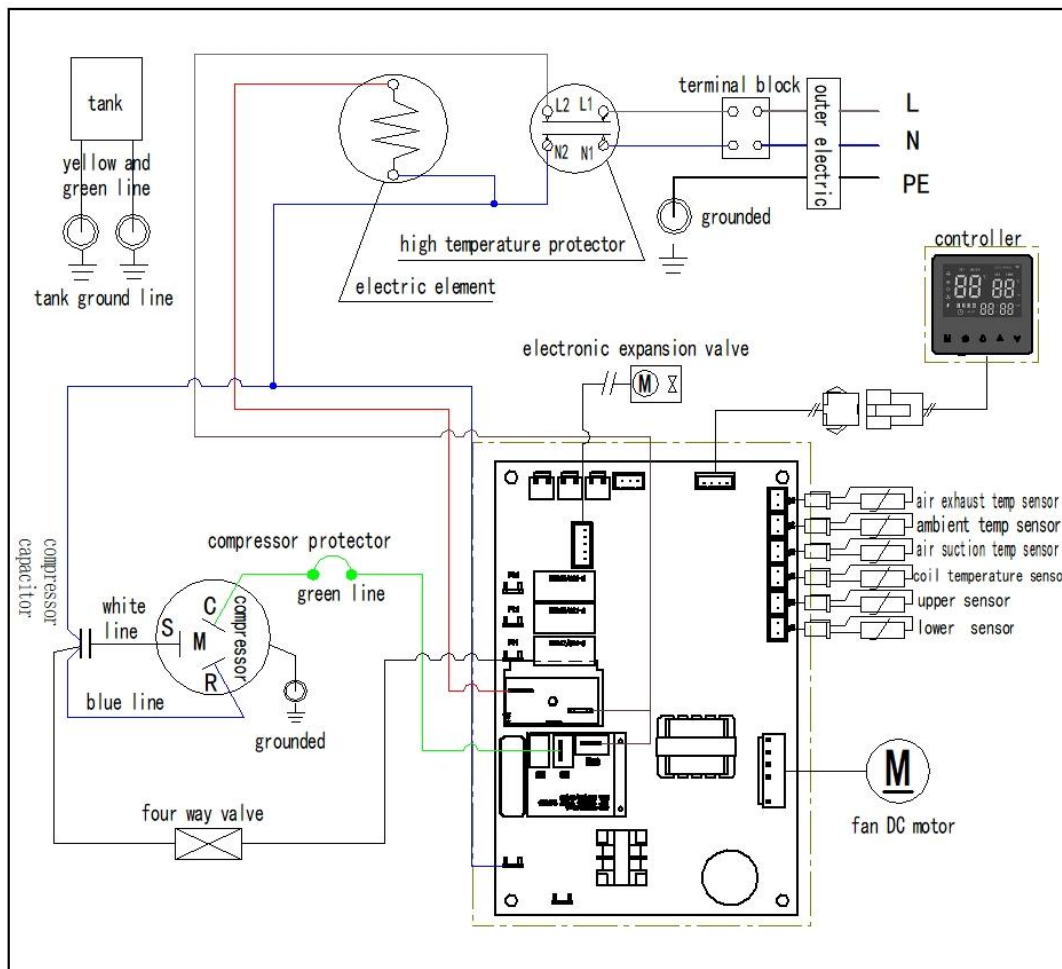 tank
yellow and
green line
tank ground line
L2 L1
N2 N1
terminal block
outer electric
L
N
PE
grounded
high temperature protector
electric element
controller
electronic expansion valve
M
air exhaust temp sensor
ambient temp sensor
air suction temp sensor
coil temperature senso
upper sensor
lower sensor
compressor protector
green line
compressor
capacitor
white
line
S
C
M
R
compressor
blue line
grounded
four way valve
M
fan DC motor